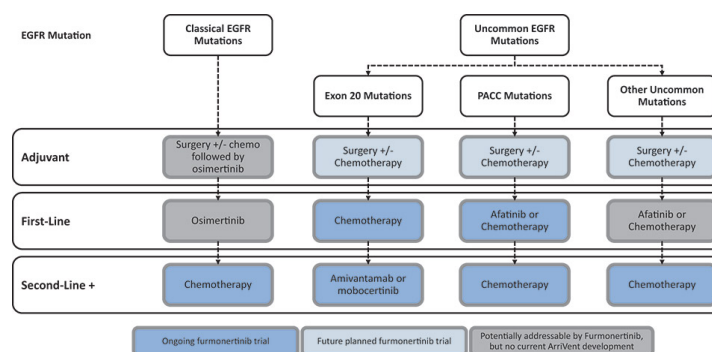 EGFR Mutation
Classical EGFR
Mutations
Uncommon EGFR
Mutations
Exon 20 Mutations
PACC Mutations
Other Uncommon
Mutations
Adjuvant
Surgery +/- chemo
followed by
osimertinib
Surgery +/-
Chemotherapy
Surgery +/-
Chemotherapy
Surgery +/-
Chemotherapy
First-Line
Osimertinib
Chemotherapy
Afatinib or
Chemotherapy
Afatinib or
Chemotherapy
Second-Line +
Chemotherapy
Amivantamab or
mobocertinib
Chemotherapy
Chemotherapy
Ongoing furmonertinib trial
Future planned furmonertinib trial
Potentially addressable by Furmonertinib,
but no current ArriVent development